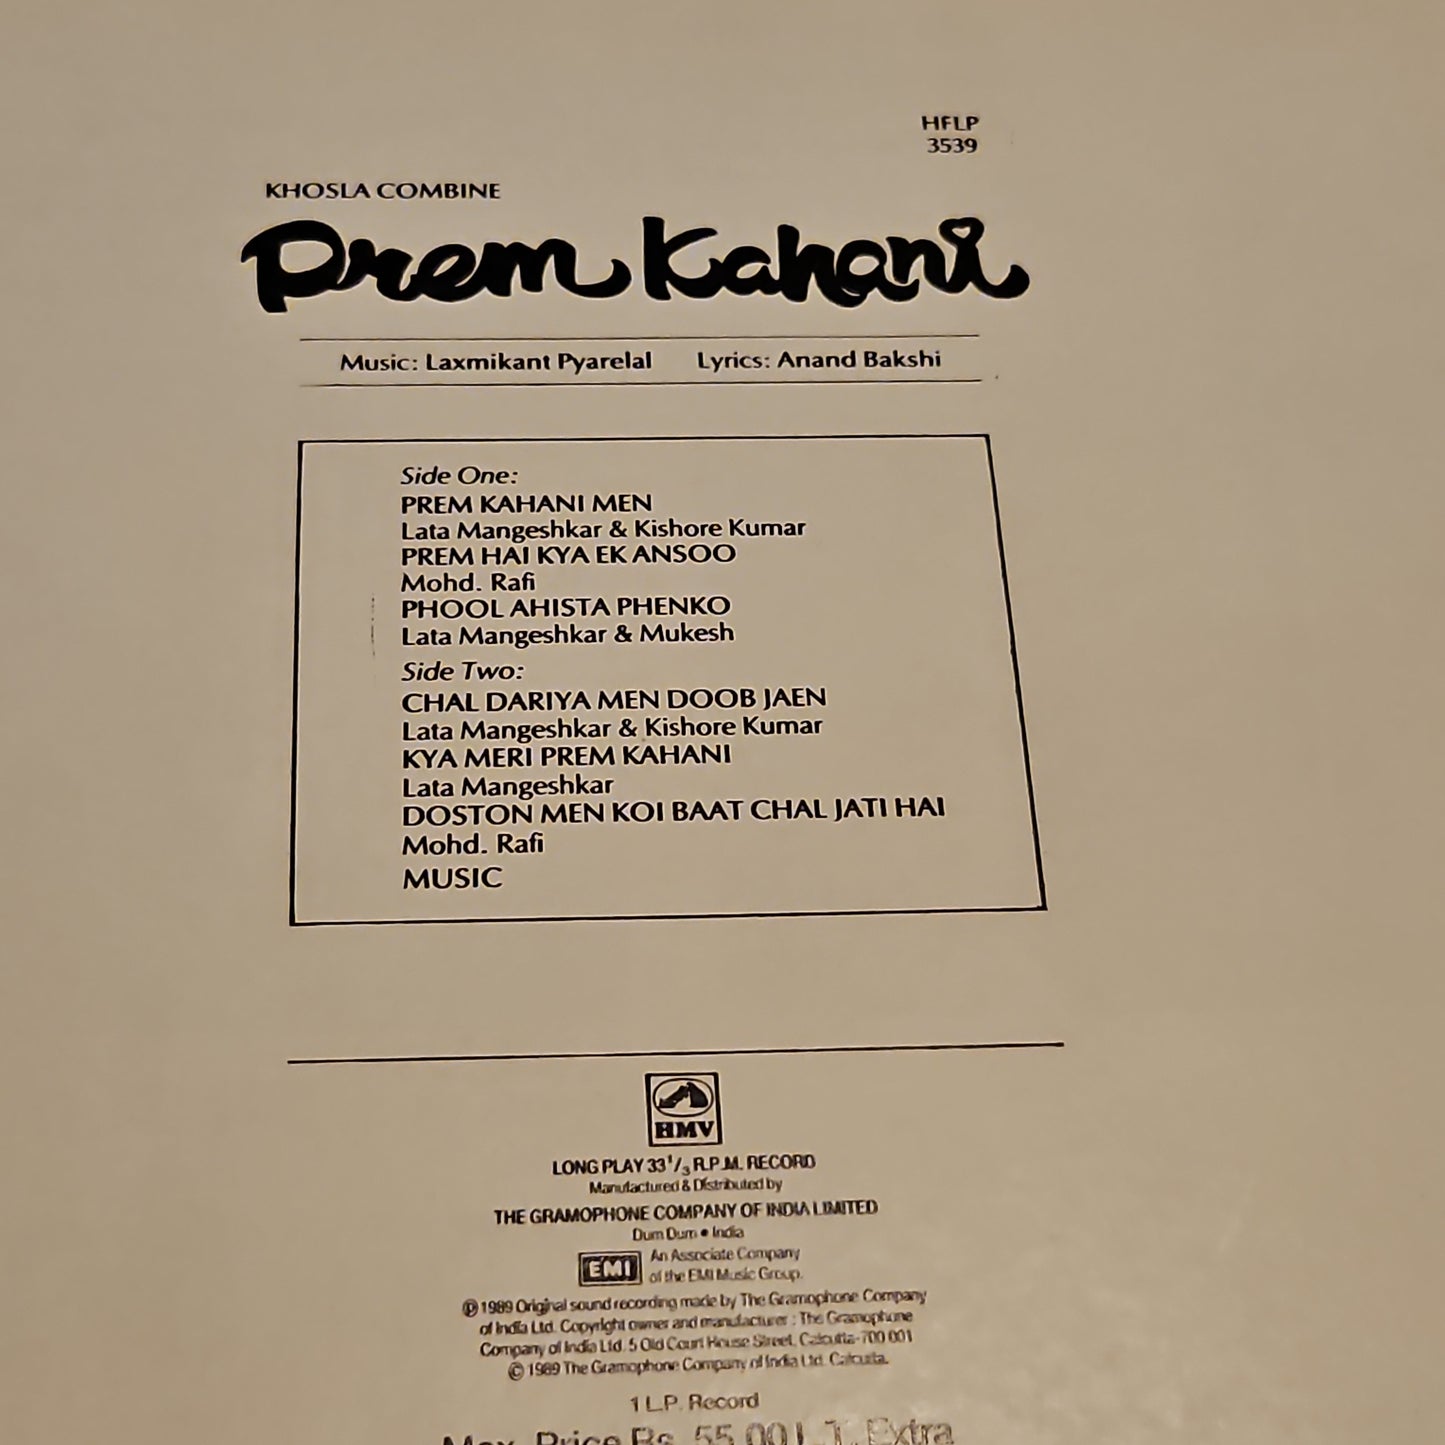 HFLP
3539
KHOSLA COMBINE
Prem Kahani
Music: Laxmikant Pyarelal Lyrics: Anand Bakshi
Side One:
PREM KAHANI MEN
Lata Mangeshkar & Kishore Kumar
PREM HAI KYA EK ANSOO
Mohd. Rafi
PHOOL AHISTA PHENKO
Lata Mangeshkar & Mukesh
Side Two:
CHAL DARIYA MEN DOOB JAEN
Lata Mangeshkar & Kishore Kumar
KYA MERI PREM KAHANI
Lata Mangeshkar
DOSTON MEN KOI BAAT CHAL JATI HAI
Mohd. Rafi
MUSIC
HMV
LONG PLAY 33 1/3 R.P.M. RECORD
Manufactured & Distributed by
THE GRAMOPHONE COMPANY OF INDIA LIMITED
Dum Dum • India
EMI An Associate Company
of the EMI Music Group.
℗ 1989 Original sound recording made by The Gramophone Company
of India Ltd. Copyright owner and manufacturer : The Gramophone
Company of India Ltd. 5 Old Court House Street, Calcutta-700 001
© 1989 The Gramophone Company of India Ltd. Calcutta.
1 L.P. Record
Max. Price Rs. 55.00 L.T. Extra